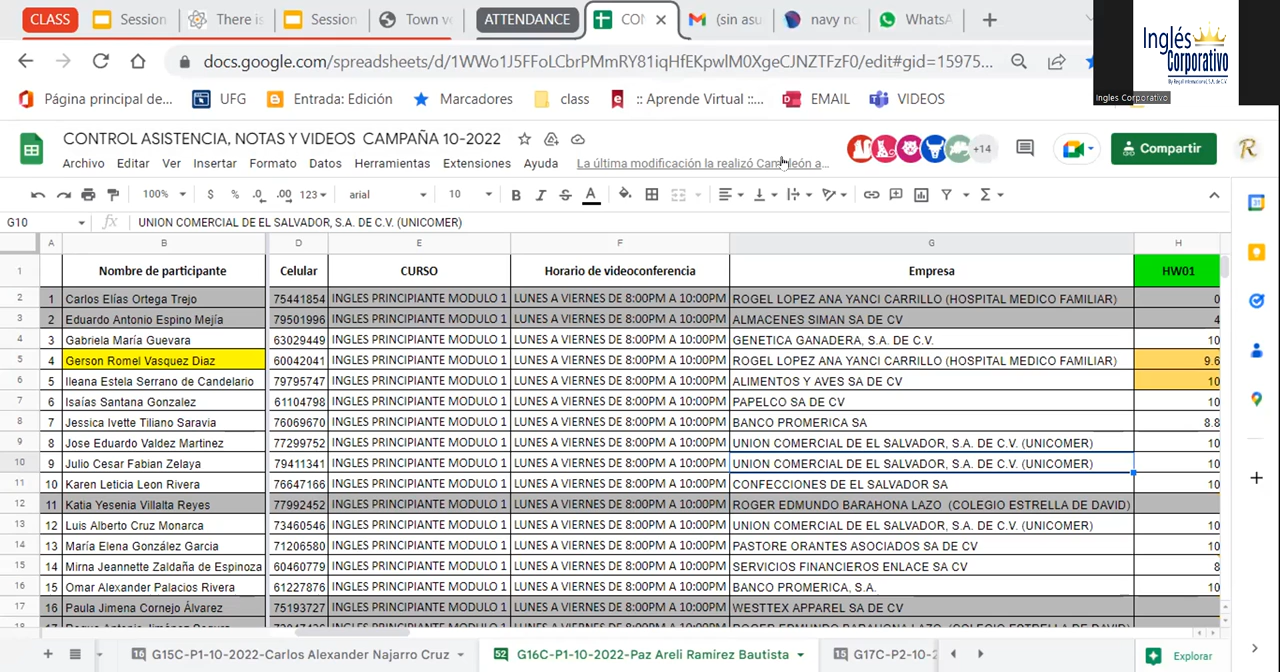 CLASS Session There is Session Town v ATTENDANCE CON (sin asu navy no WhatsA
docs.google.com/spreadsheets/d/1WWo1J5FFoLCbrPMmRY81iqHfEKpwlM0XgeCJNZTFzF0/edit#gid=15975...
Inglés Corporativo
Ingles Corporativo
Página principal de... UFG Entrada: Edición Marcadores class :: Aprende Virtual ::... EMAIL VIDEOS
CONTROL ASISTENCIA, NOTAS Y VIDEOS CAMPAÑA 10-2022
Archivo Editar Ver Insertar Formato Datos Herramientas Extensiones Ayuda La última modificación la realizó Camaleón a...
+14 Compartir
100% $ % .0 .00 123 arial 10 B I S A
G10 fx UNION COMERCIAL DE EL SALVADOR, S.A. DE C.V. (UNICOMER)
A B D E F G H
1 Nombre de participante Celular CURSO Horario de videoconferencia Empresa HW01
2 1 Carlos Elías Ortega Trejo 75441854 INGLES PRINCIPIANTE MODULO 1 LUNES A VIERNES DE 8:00PM A 10:00PM ROGEL LOPEZ ANA YANCI CARRILLO (HOSPITAL MEDICO FAMILIAR) 0
3 2 Eduardo Antonio Espino Mejía 79501996 INGLES PRINCIPIANTE MODULO 1 LUNES A VIERNES DE 8:00PM A 10:00PM ALMACENES SIMAN SA DE CV 4
4 3 Gabriela María Guevara 63029449 INGLES PRINCIPIANTE MODULO 1 LUNES A VIERNES DE 8:00PM A 10:00PM GENETICA GANADERA, S.A. DE C.V. 10
5 4 Gerson Romel Vasquez Diaz 60042041 INGLES PRINCIPIANTE MODULO 1 LUNES A VIERNES DE 8:00PM A 10:00PM ROGEL LOPEZ ANA YANCI CARRILLO (HOSPITAL MEDICO FAMILIAR) 9.6
6 5 Ileana Estela Serrano de Candelario 79795747 INGLES PRINCIPIANTE MODULO 1 LUNES A VIERNES DE 8:00PM A 10:00PM ALIMENTOS Y AVES SA DE CV 10
7 6 Isaías Santana Gonzalez 61104798 INGLES PRINCIPIANTE MODULO 1 LUNES A VIERNES DE 8:00PM A 10:00PM PAPELCO SA DE CV 10
8 7 Jessica Ivette Tiliano Saravia 76069670 INGLES PRINCIPIANTE MODULO 1 LUNES A VIERNES DE 8:00PM A 10:00PM BANCO PROMERICA SA 8.8
9 8 Jose Eduardo Valdez Martinez 77299752 INGLES PRINCIPIANTE MODULO 1 LUNES A VIERNES DE 8:00PM A 10:00PM UNION COMERCIAL DE EL SALVADOR, S.A. DE C.V. (UNICOMER) 10
10 9 Julio Cesar Fabian Zelaya 79411341 INGLES PRINCIPIANTE MODULO 1 LUNES A VIERNES DE 8:00PM A 10:00PM UNION COMERCIAL DE EL SALVADOR, S.A. DE C.V. (UNICOMER) 10
11 10 Karen Leticia Leon Rivera 76647166 INGLES PRINCIPIANTE MODULO 1 LUNES A VIERNES DE 8:00PM A 10:00PM CONFECCIONES DE EL SALVADOR SA 10
12 11 Katia Yesenia Villalta Reyes 77992452 INGLES PRINCIPIANTE MODULO 1 LUNES A VIERNES DE 8:00PM A 10:00PM ROGER EDMUNDO BARAHONA LAZO (COLEGIO ESTRELLA DE DAVID)
13 12 Luis Alberto Cruz Monarca 73460546 INGLES PRINCIPIANTE MODULO 1 LUNES A VIERNES DE 8:00PM A 10:00PM UNION COMERCIAL DE EL SALVADOR, S.A. DE C.V. (UNICOMER) 10
14 13 María Elena González Garcia 71206580 INGLES PRINCIPIANTE MODULO 1 LUNES A VIERNES DE 8:00PM A 10:00PM PASTORE ORANTES ASOCIADOS SA DE CV 10
15 14 Mirna Jeannette Zaldaña de Espinoza 60460779 INGLES PRINCIPIANTE MODULO 1 LUNES A VIERNES DE 8:00PM A 10:00PM SERVICIOS FINANCIEROS ENLACE SA CV 8
16 15 Omar Alexander Palacios Rivera 61227876 INGLES PRINCIPIANTE MODULO 1 LUNES A VIERNES DE 8:00PM A 10:00PM BANCO PROMERICA, S.A. 10
17 16 Paula Jimena Cornejo Álvarez 75193727 INGLES PRINCIPIANTE MODULO 1 LUNES A VIERNES DE 8:00PM A 10:00PM WESTTEX APPAREL SA DE CV
16 G15C-P1-10-2022-Carlos Alexander Najarro Cruz 52 G16C-P1-10-2022-Paz Areli Ramírez Bautista 15 G17C-P2-10-2 Explorar